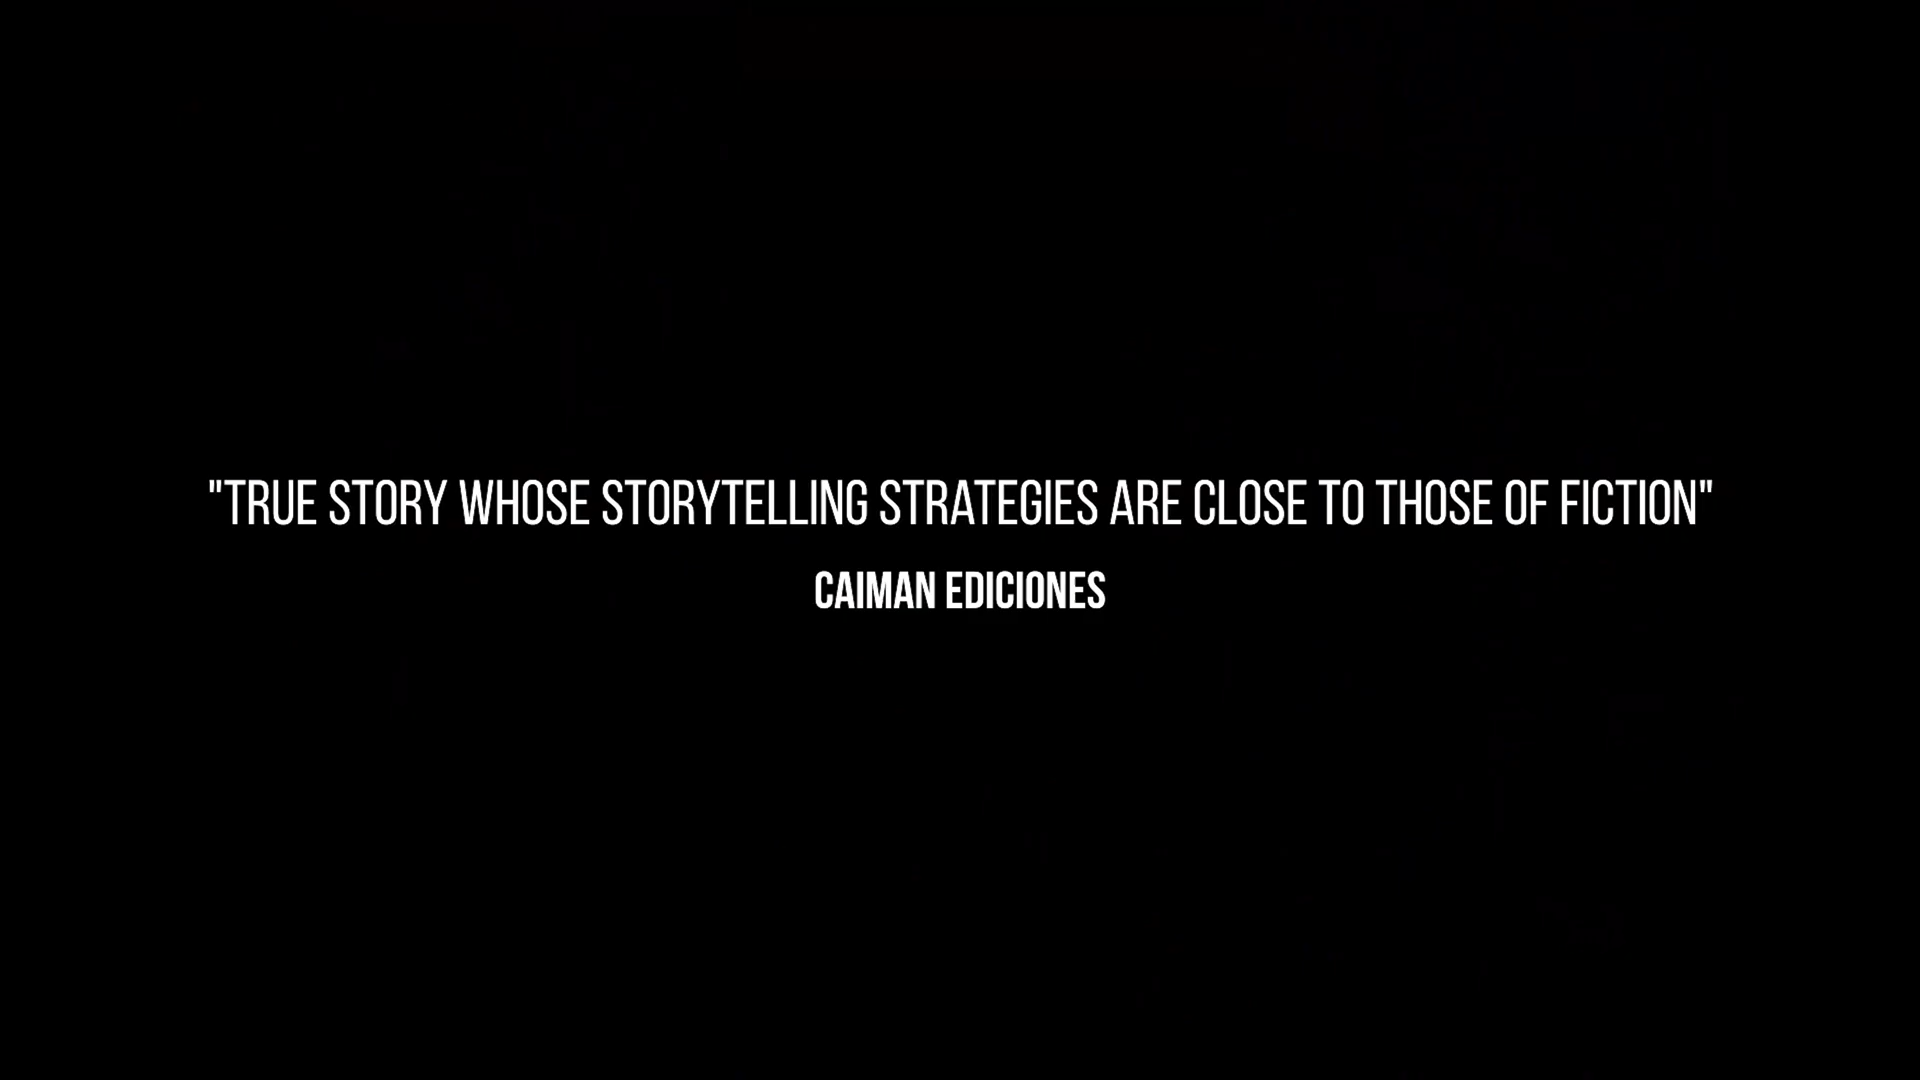 "TRUE STORY WHOSE STORYTELLING STRATEGIES ARE CLOSE TO THOSE OF FICTION"
CAIMAN EDICIONES